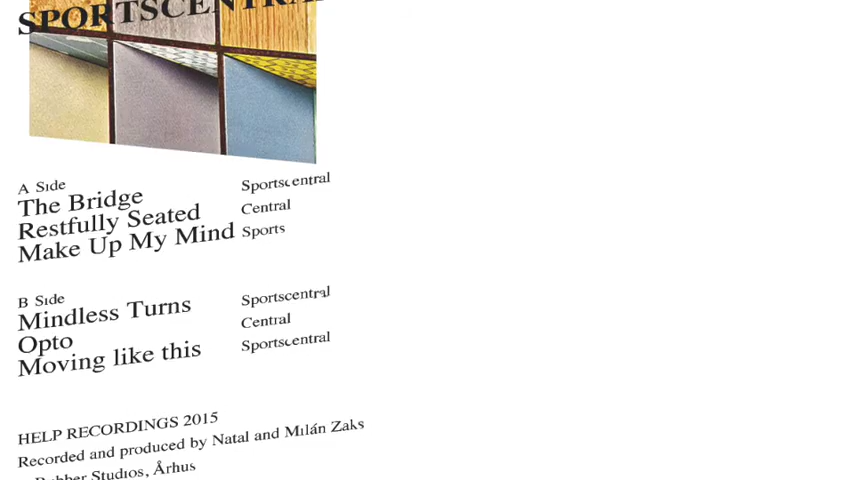 SPORTSCENTRAL
A Side
The Bridge Sportscentral
Restfully Seated Central
Make Up My Mind Sports
B Side
Mindless Turns Sportscentral
Opto Central
Moving like this Sportscentral
HELP RECORDINGS 2015
Recorded and produced by Natal and Milán Zaks
Rubber Studios, Århus